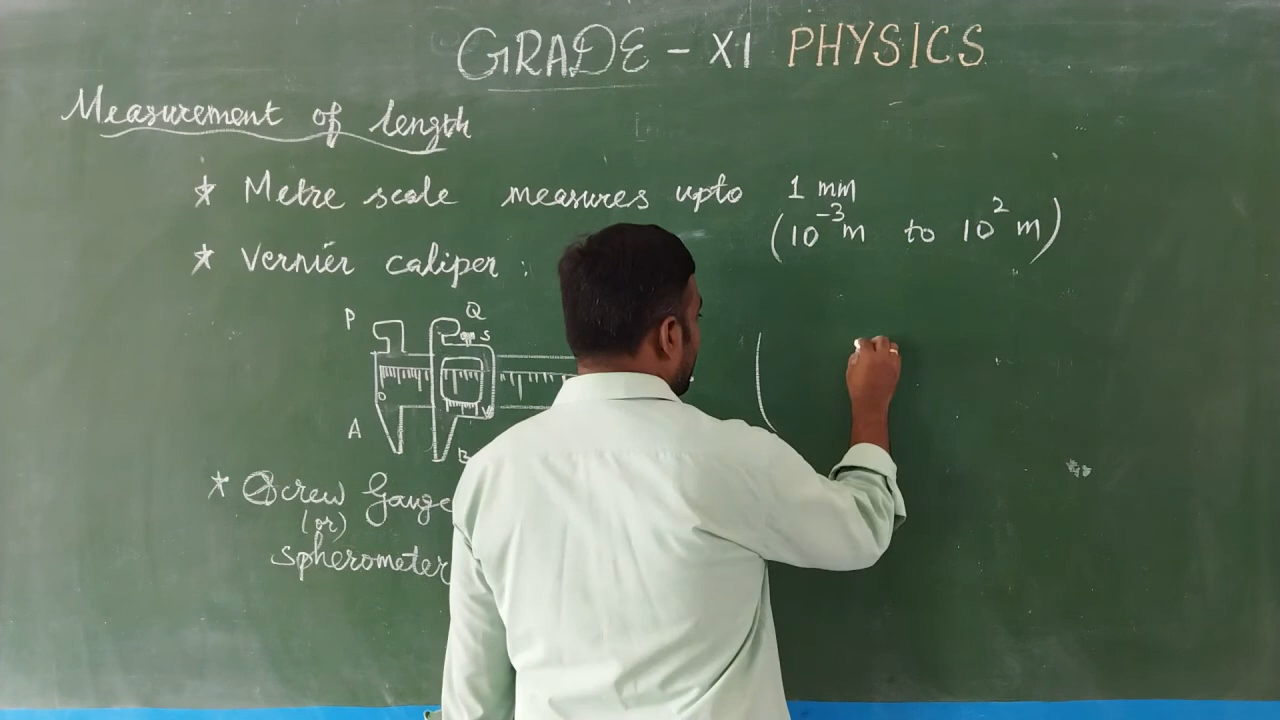 GRADE - XI PHYSICS
Measurement of length
* Metre scale measures upto 1 mm
(10⁻³m to 10² m)
* Vernier caliper :
P
Q
S
O
V
A
B
* Screw Gauge
(or)
spherometer